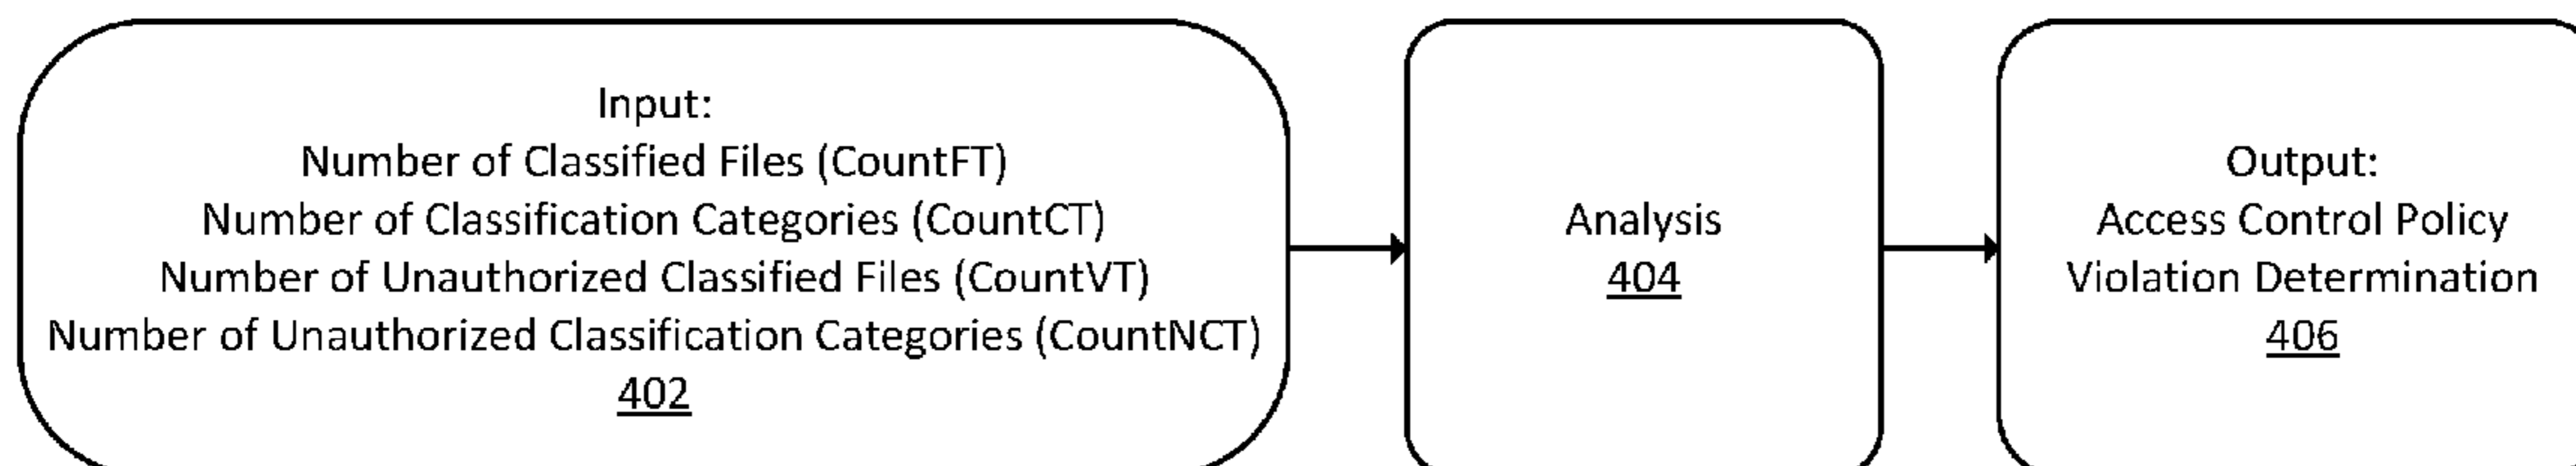 Input:
Number of Classified Files (CountFT)
Number of Classification Categories (CountCT)
Number of Unauthorized Classified Files (CountVT)
Number of Unauthorized Classification Categories (CountNCT)
402
Analysis
404
Output:
Access Control Policy
Violation Determination
406